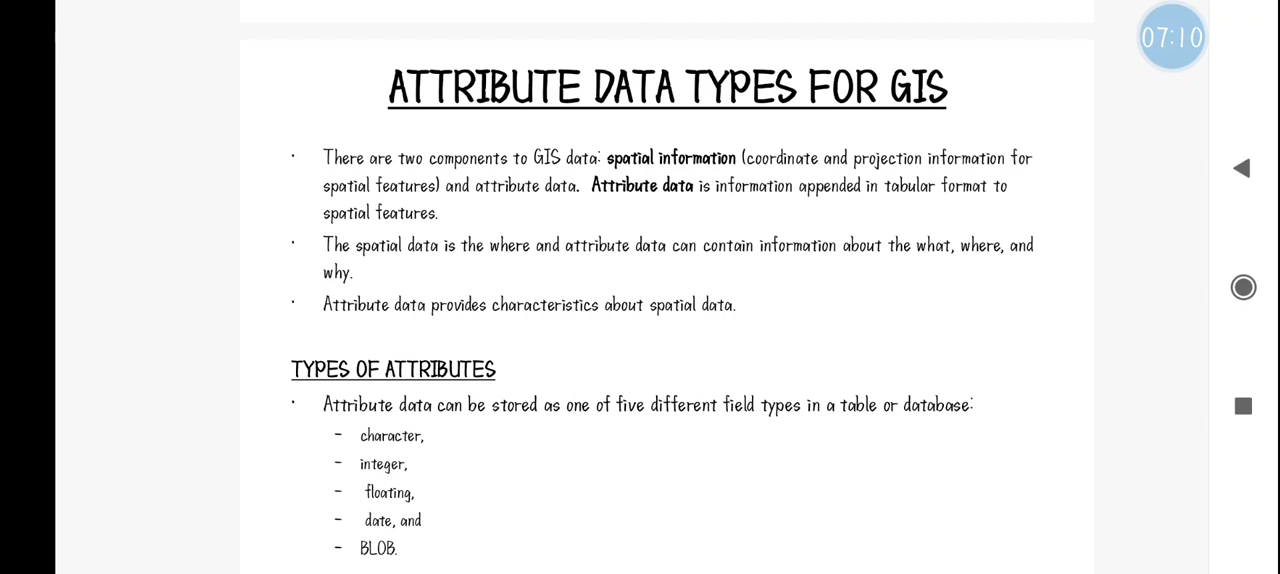 07:10
ATTRIBUTE DATA TYPES FOR GIS
· There are two components to GIS data: spatial information (coordinate and projection information for
spatial features) and attribute data. Attribute data is information appended in tabular format to
spatial features.
· The spatial data is the where and attribute data can contain information about the what, where, and
why.
· Attribute data provides characteristics about spatial data.
TYPES OF ATTRIBUTES
· Attribute data can be stored as one of five different field types in a table or database:
- character,
- integer,
- floating,
- date, and
- BLOB.